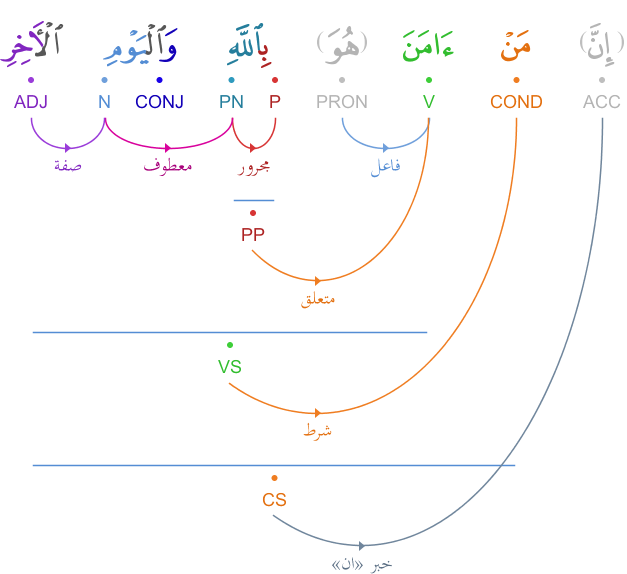 (إِنَّ) مَنْ ءَامَنَ (هُوَ) بِٱللَّهِ وَٱلْيَوْمِ ٱلْأَخِرِ
ADJ N CONJ PN P PRON V COND ACC
صفة معطوف مجرور فاعل
PP
متعلق
VS
شرط
CS
خبر «ان»